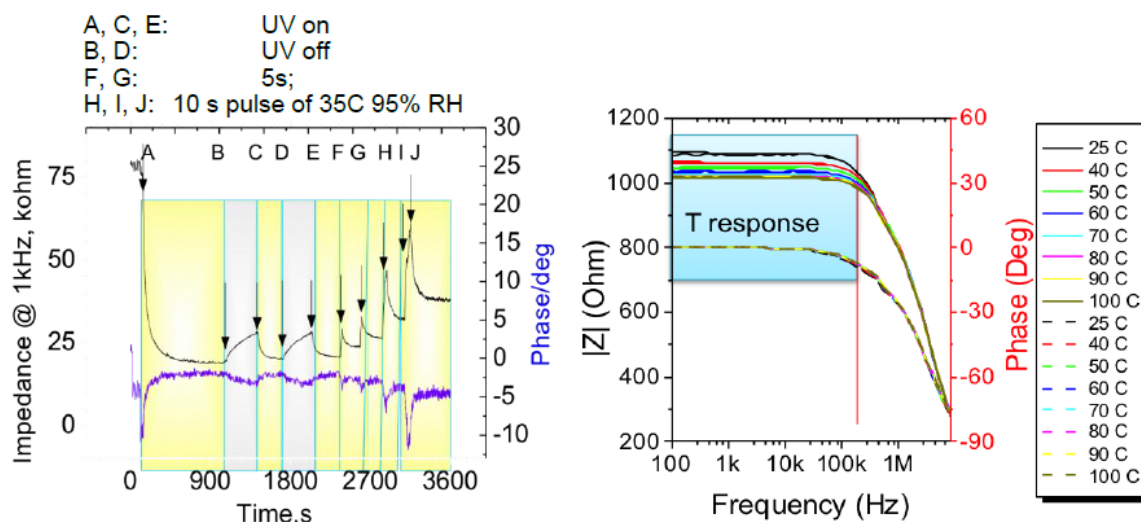 A, C, E: UV on
B, D: UV off
F, G: 5s;
H, I, J: 10 s pulse of 35C 95% RH
A B C D E F G H I J
Impedance @ 1kHz, kohm
75
50
25
0
30
25
20
15
10
5
0
-5
-10
Phase/deg
0 900 1800 2700 3600
Time.s
|Z| (Ohm)
1200
1000
800
600
400
200
T response
60
30
0
-30
-60
-90
Phase (Deg)
100 1k 10k 100k 1M
Frequency (Hz)
25 C
40 C
50 C
60 C
70 C
80 C
90 C
100 C
25 C
40 C
50 C
60 C
70 C
80 C
90 C
100 C